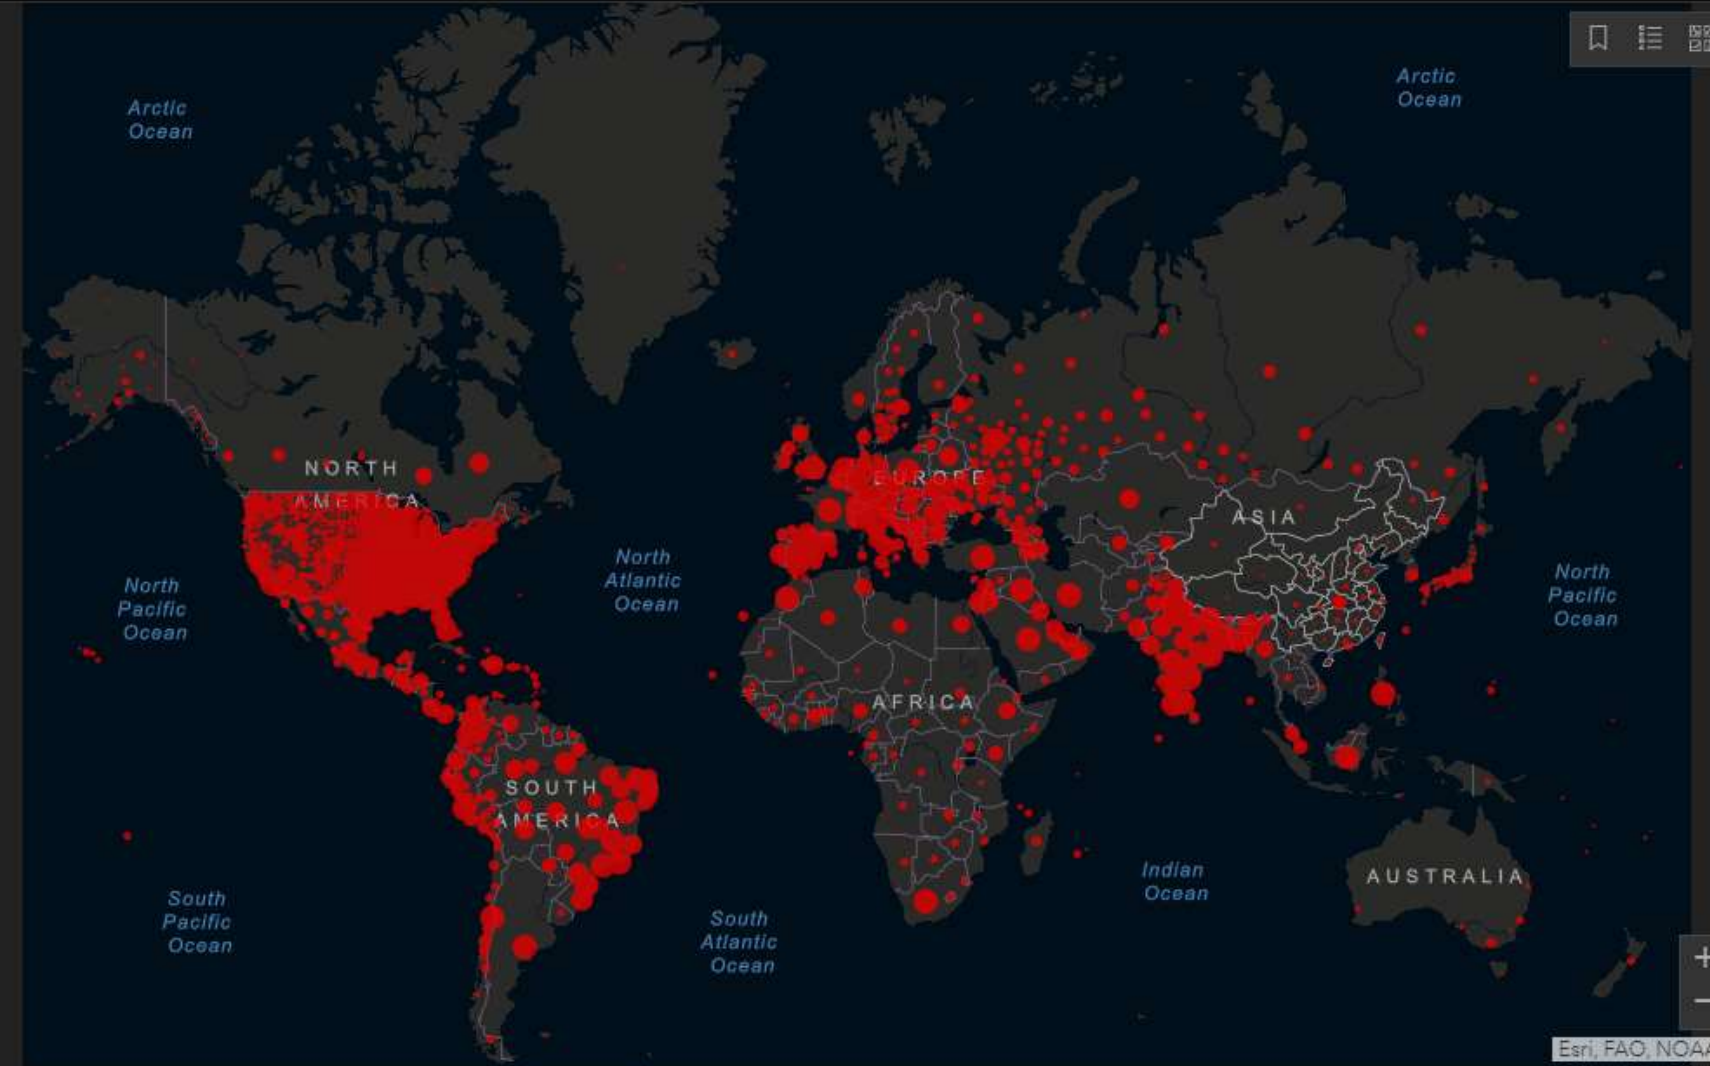 Arctic
Ocean
Arctic
Ocean
NORTH
AMERICA
EUROPE
ASIA
North
Pacific
Ocean
North
Atlantic
Ocean
North
Pacific
Ocean
AFRICA
SOUTH
AMERICA
Indian
Ocean
AUSTRALIA
South
Pacific
Ocean
South
Atlantic
Ocean
+
−
Esri, FAO, NOAA